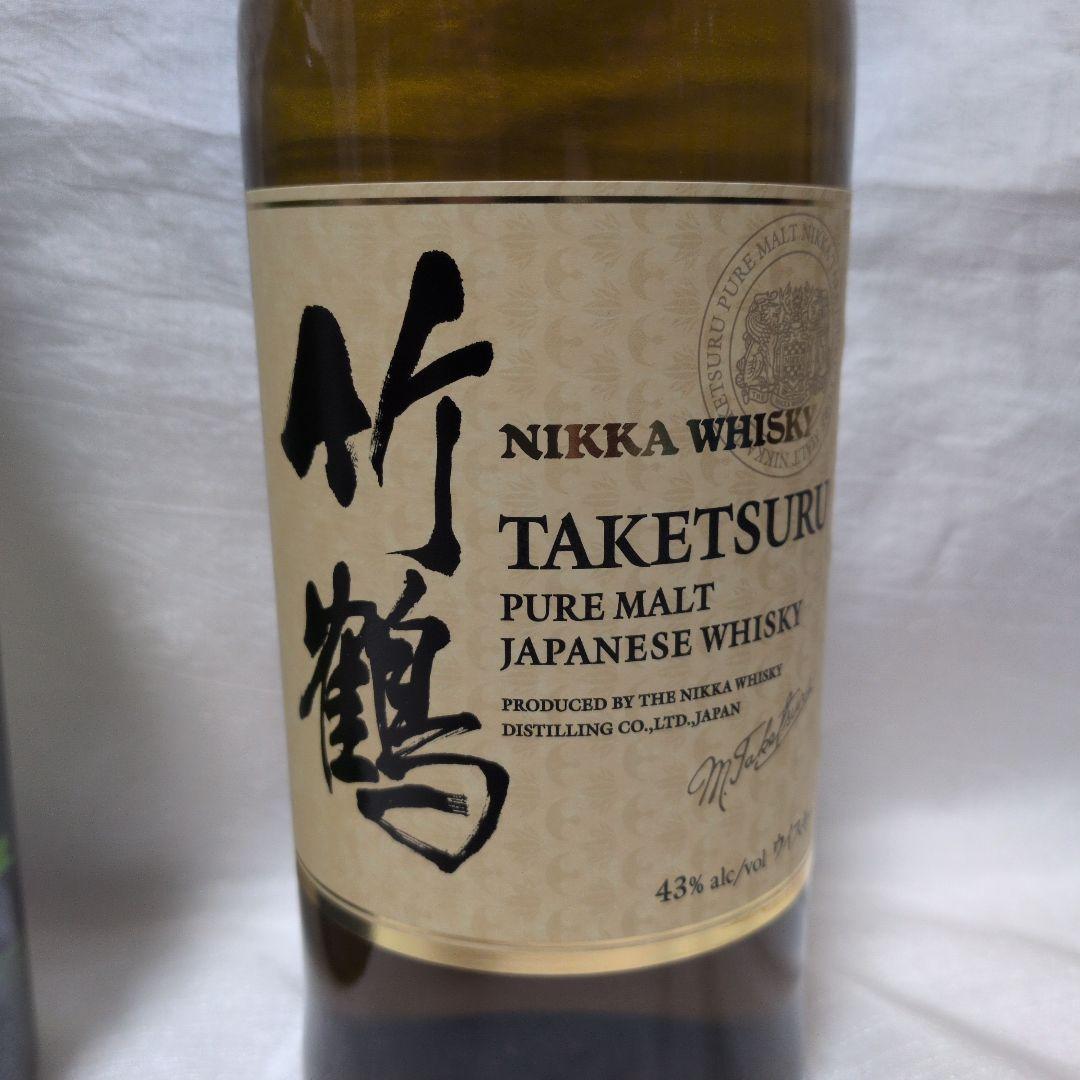 竹鶴
NIKKA WHISKY
TAKETSURU
PURE MALT
JAPANESE WHISKY
PRODUCED BY THE NIKKA WHISKY
DISTILLING CO.,LTD.,JAPAN
M. Taketsuru
43% alc/vol ウイスキ